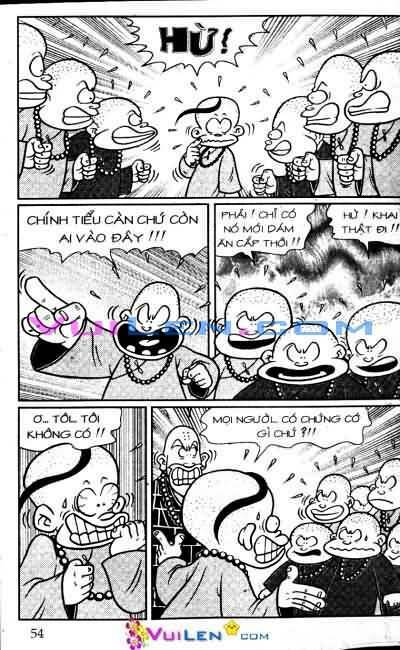 HỪ!
CHÍNH TIỂU CÀN CHỨ CÒN
AI VÀO ĐÂY !!!
PHẢI! CHỈ CÓ
NÓ MỚI DÁM
ĂN CẮP THÔI!
HỪ! KHAI
THẬT ĐI!!
VUILEN.COM
Ơ... TÔI.. TÔI
KHÔNG CÓ!!
MỌI NGƯỜI.. CÓ CHỨNG CỚ
GÌ CHỨ ?!!
54
VUILEN.COM